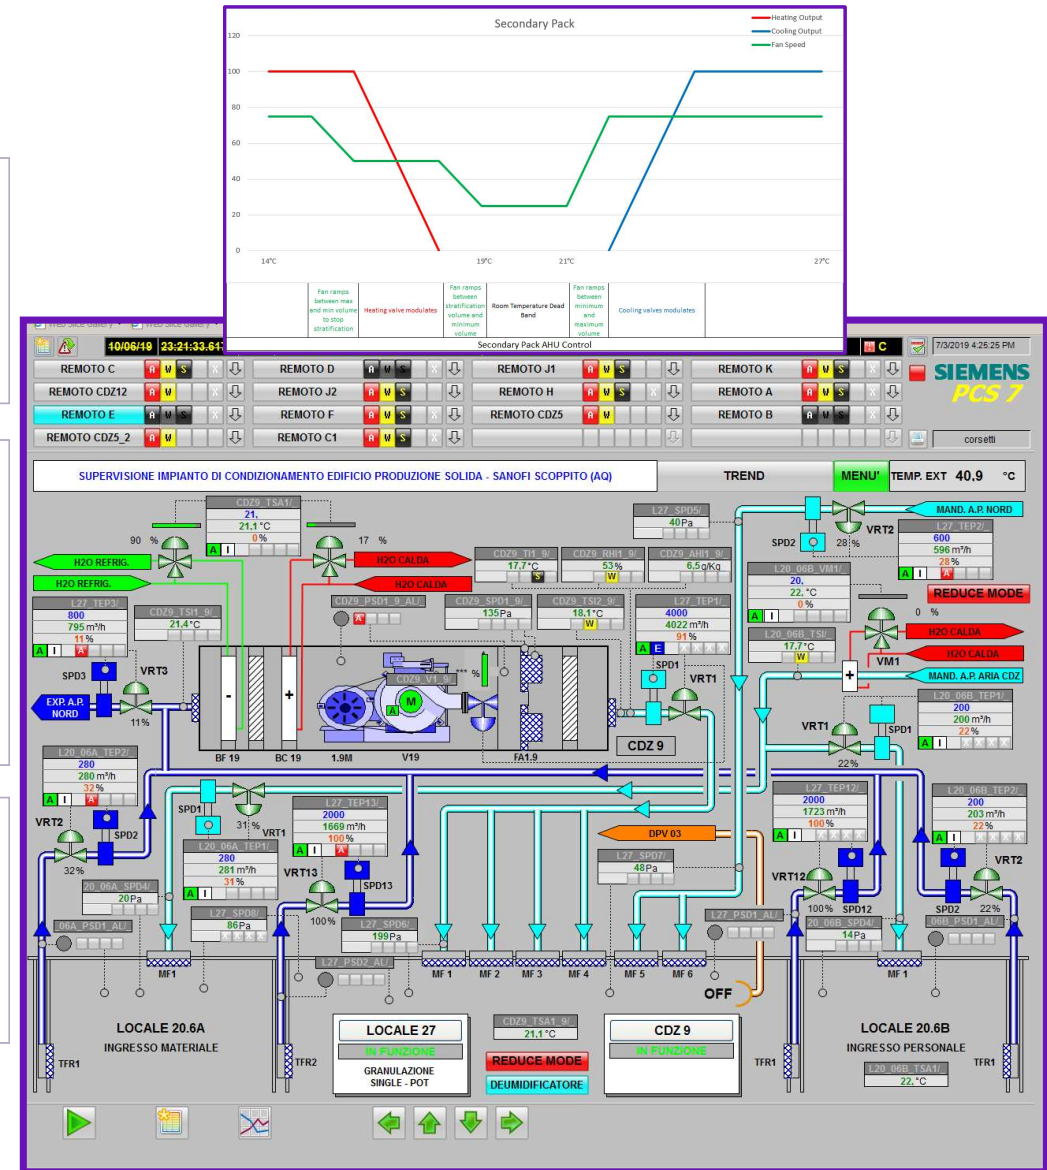 Secondary Pack
Heating Output
Cooling Output
Fan Speed
120
100
80
60
40
20
0
14°C
19°C
21°C
27°C
Fan ramps between max and min volume to stop stratification
Heating valve modulates
Fan ramps between stratification volume and minimum volume
Room Temperature Dead Band
Fan ramps between minimum and maximum volume
Cooling valves modulates
Secondary Pack AHU Control
10/06/19 23:21:33.61
C
7/3/2019 4:25:25 PM
REMOTO C A W S X
REMOTO D A W S X
REMOTO J1 A W S
REMOTO K A W S X
SIEMENS
PCS 7
REMOTO CDZ12 A W
REMOTO J2 A W S X
REMOTO H A W S
REMOTO A A W S X
REMOTO E A W S X
REMOTO F A W S X
REMOTO CDZ5 A W
REMOTO B A W S X
REMOTO CDZ5_2 A W
REMOTO C1 A W S X
corsetti
SUPERVISIONE IMPIANTO DI CONDIZIONAMENTO EDIFICIO PRODUZIONE SOLIDA - SANOFI SCOPPITO (AQ)
TREND
MENU'
TEMP. EXT 40,9 °C
CDZ9_TSA1/_
21,
21,1 °C
0 %
A I
90 %
17 %
H2O REFRIG.
H2O REFRIG.
H2O CALDA
H2O CALDA
L27_SPD5/_
40 Pa
SPD2
VRT2
28 %
MAND. A.P. NORD
L27_TEP2/_
600
596 m³/h
28 %
A I A
REDUCE MODE
CDZ9_TI1_9/_
17,7 °C
S
CDZ9_RHI1_9/
53 %
W
CDZ9_AHI1_9/
6,5 g/Kg
L20_06B_VM1/_
20,
22, °C
0 %
A I
0 %
H2O CALDA
H2O CALDA
VM1
L20_06B_TSI/_
17,7 °C
W
MAND. A.P. ARIA CDZ
L27_TEP3/_
800
795 m³/h
11 %
A I A
CDZ9_TSI1_9/
21,4 °C
CDZ9_PSD1_9_AL/_
A
CDZ9_SPD1_9/_
135 Pa
CDZ9_TSI2_9/_
18,1 °C
W
L27_TEP1/_
4000
4022 m³/h
91 %
A E X X X X
SPD3
VRT3
EXP. A.P. NORD
11%
CDZ9_V1_9/
M
A
*** %
SPD1
VRT1
CDZ 9
BF 19
BC 19
1.9M
V19
FA1.9
L20_06B_TEP1/_
200
200 m³/h
22 %
A I X X X X
VRT1
SPD1
22 %
L20_06A_TEP2/
280
280 m³/h
32 %
A I A
VRT2
SPD2
32%
SPD1
31 %
VRT1
L20_06A_TEP1/_
280
281 m³/h
31 %
A I
L27_TEP13/_
2000
1669 m³/h
100 %
A I A
VRT13
SPD13
100%
DPV 03
L27_SPD7/_
48 Pa
L27_TEP12/_
2000
1723 m³/h
100 %
A I X X X X
VRT12
100%
SPD12
L20_06B_TEP2/
200
203 m³/h
22 %
A I X X X X
VRT2
SPD2
22%
20_06A_SPD4/
20 Pa
06A_PSD1_AL/
L27_SPD8/
86 Pa
X X X X
L27_SPD6/
199 Pa
L27_PSD2_AL/_
L27_PSD1_AL/
20_06B_SPD4/
14 Pa
06B_PSD1_AL/
MF1
MF 1
MF 2
MF 3
MF 4
MF 5
MF 6
MF 1
OFF
LOCALE 20.6A
INGRESSO MATERIALE
TFR1
TFR2
LOCALE 27
IN FUNZIONE
GRANULAZIONE
SINGLE - POT
CDZ9_TSA1_9/_
21,1 °C
REDUCE MODE
DEUMIDIFICATORE
CDZ 9
IN FUNZIONE
TFR1
LOCALE 20.6B
INGRESSO PERSONALE
L20_06B_TSA1/
22, °C
TFR1